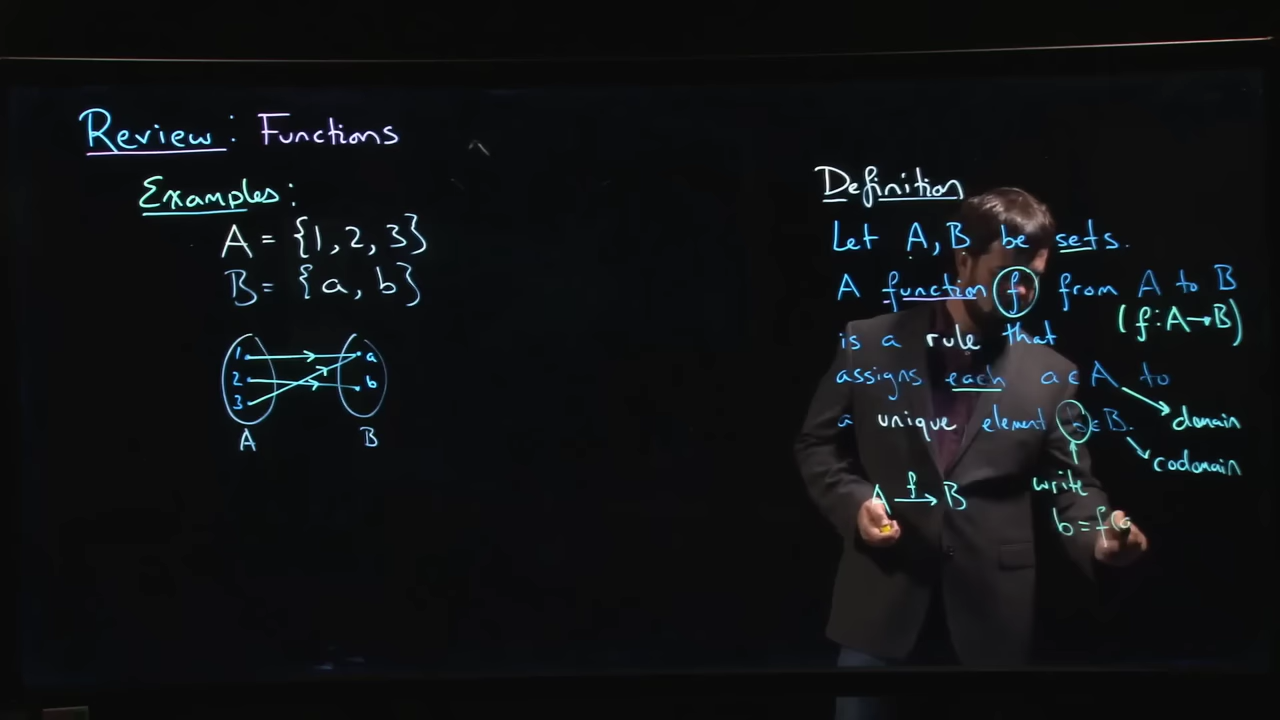 Review: Functions
Examples:
A = {1, 2, 3}
B = {a, b}
1 a
2 b
3
A B
Definition
Let A, B be sets.
A function f from A to B
(f: A → B)
is a rule that
assigns each a ∈ A to
domain
a unique element b ∈ B.
codomain
A f→ B
write
b = f(a